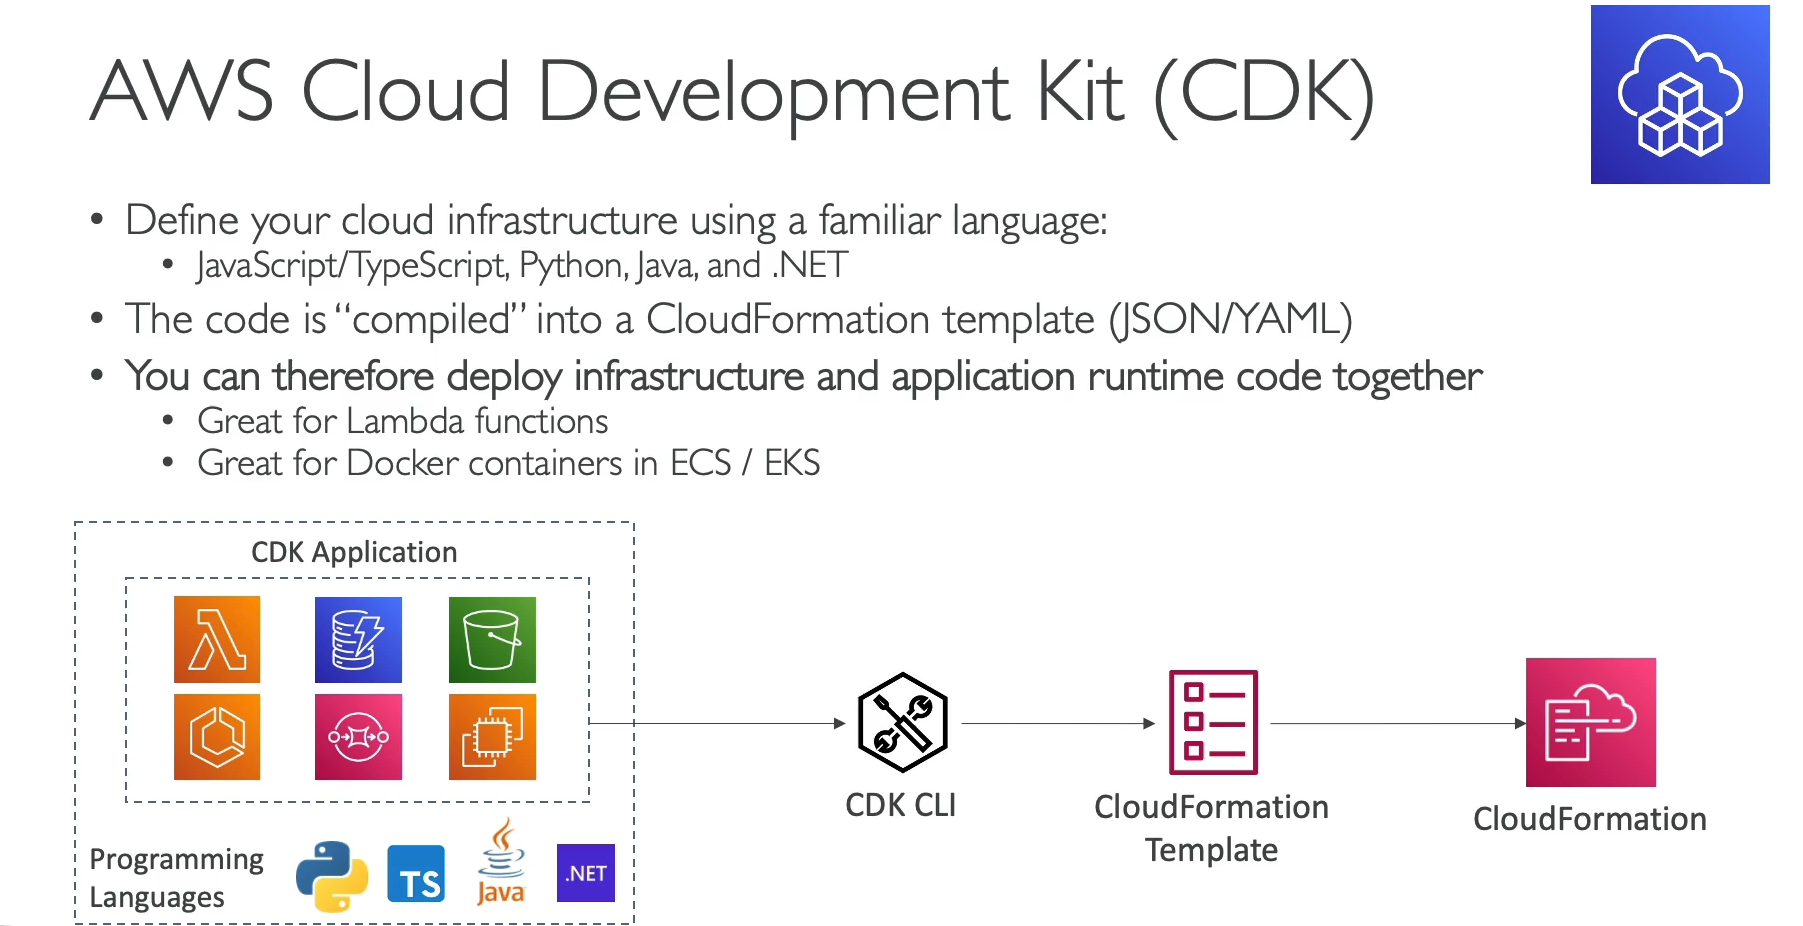 AWS Cloud Development Kit (CDK)
• Define your cloud infrastructure using a familiar language:
• JavaScript/TypeScript, Python, Java, and .NET
• The code is “compiled” into a CloudFormation template (JSON/YAML)
• You can therefore deploy infrastructure and application runtime code together
• Great for Lambda functions
• Great for Docker containers in ECS / EKS
CDK Application
Programming
Languages
TS
Java
.NET
CDK CLI
CloudFormation
Template
CloudFormation